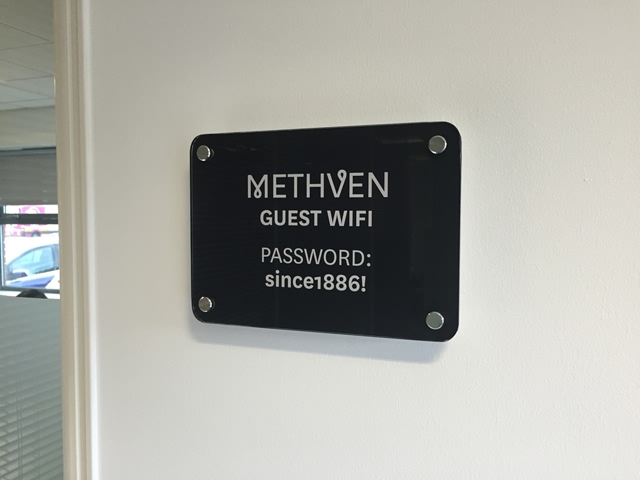 METHVEN
GUEST WIFI
PASSWORD:
since1886!